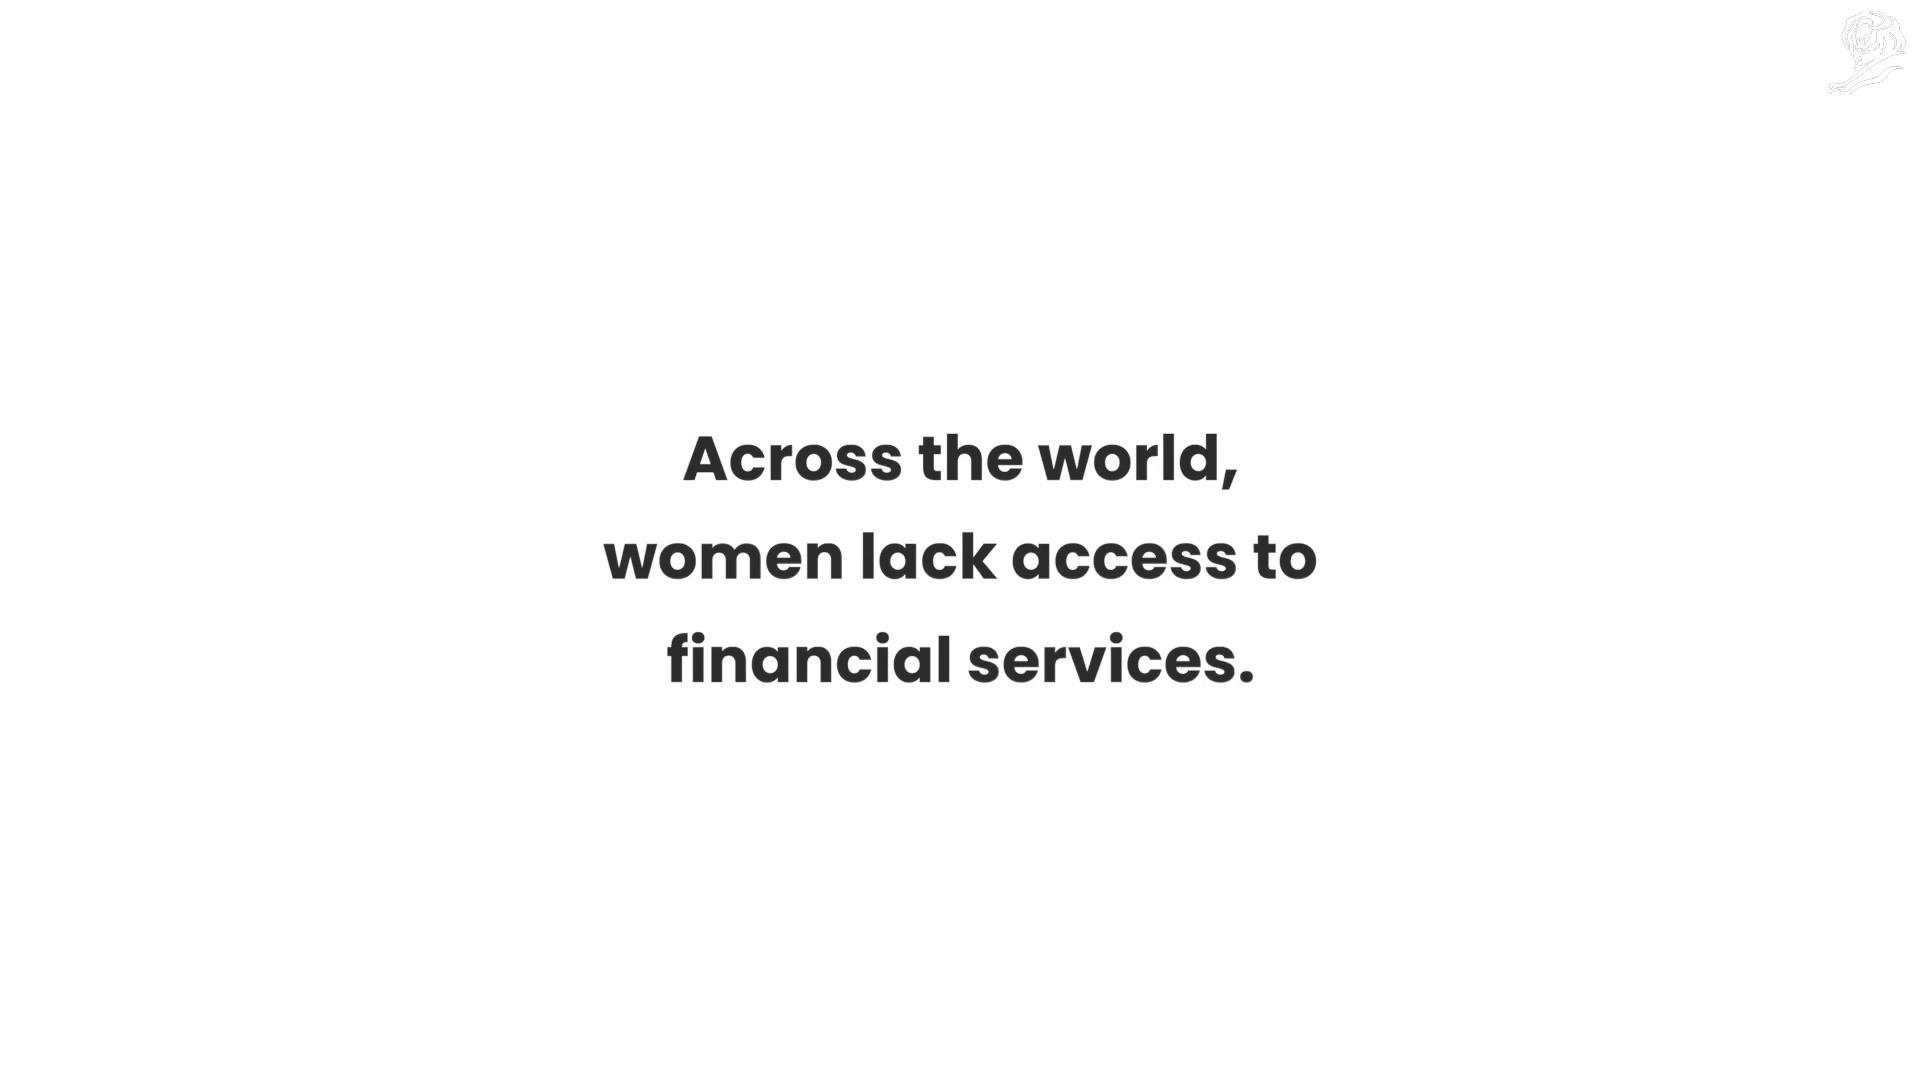 Across the world,
women lack access to
financial services.